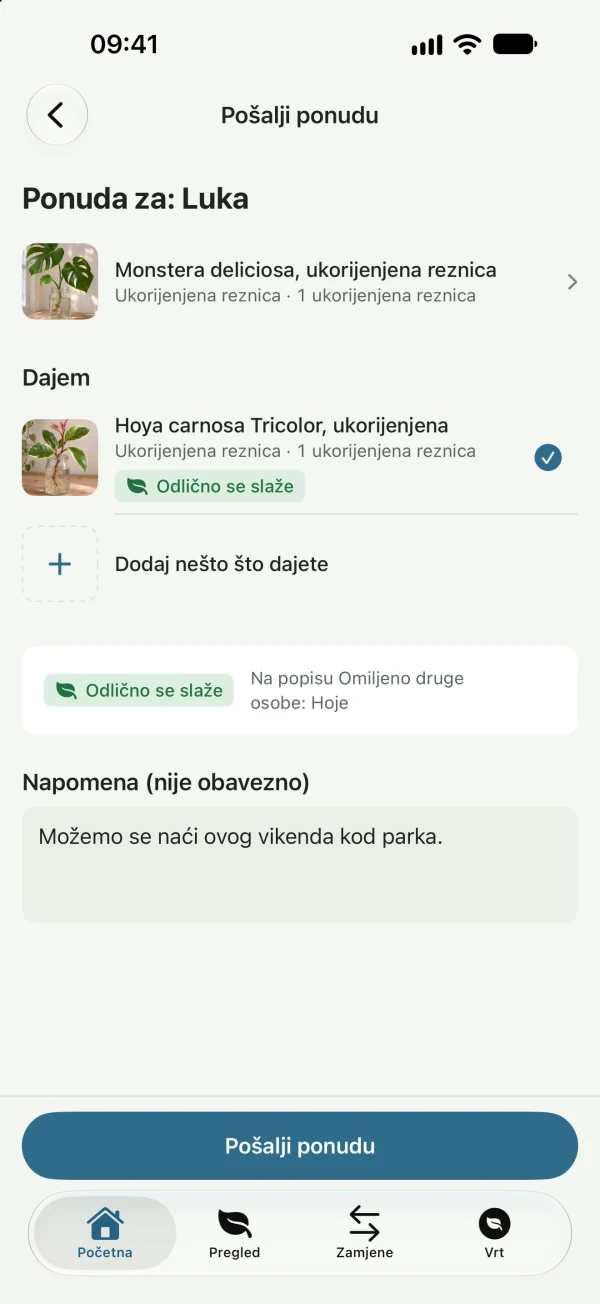 09:41
Pošalji ponudu
Ponuda za: Luka
Monstera deliciosa, ukorijenjena reznica
Ukorijenjena reznica · 1 ukorijenjena reznica
Dajem
Hoya carnosa Tricolor, ukorijenjena
Ukorijenjena reznica · 1 ukorijenjena reznica
Odlično se slaže
Dodaj nešto što dajete
Odlično se slaže
Na popisu Omiljeno druge
osobe: Hoje
Napomena (nije obavezno)
Možemo se naći ovog vikenda kod parka.
Pošalji ponudu
Početna
Pregled
Zamjene
Vrt